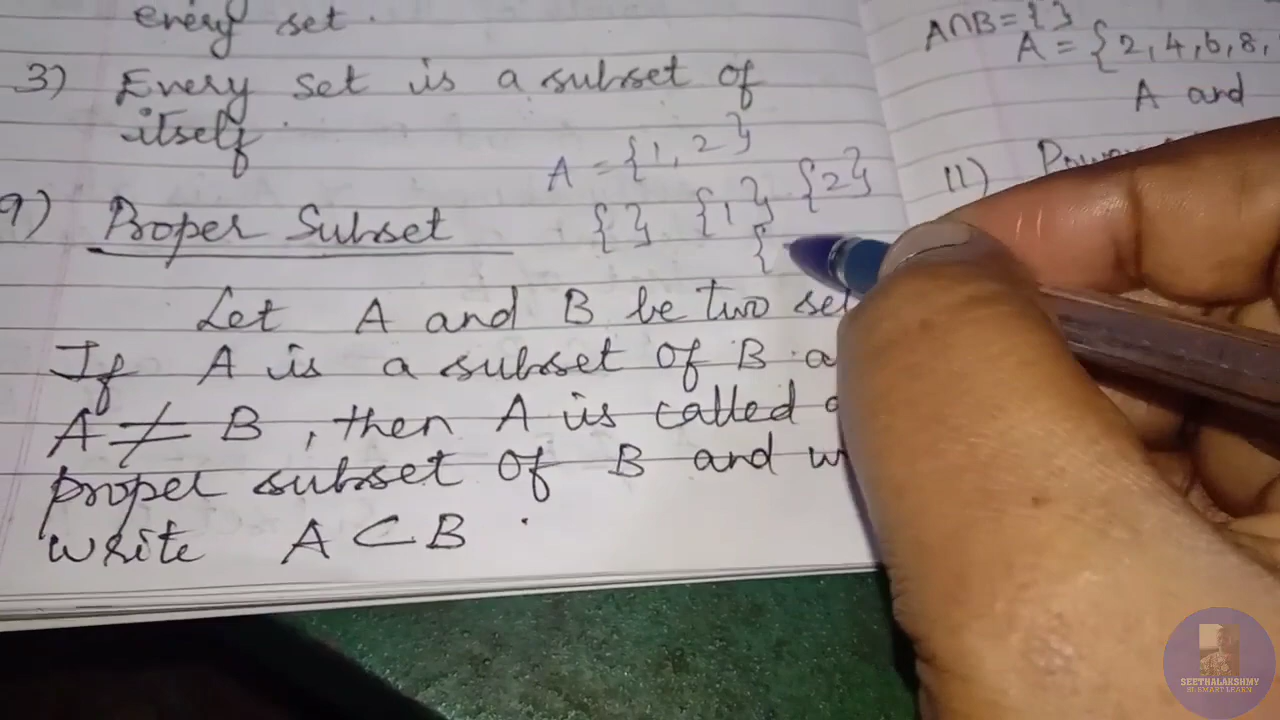 every set.
3) Every set is a subset of
itself.
A = {1, 2}
{ } {1} {2}
{
9) Proper Subset
Let A and B be two
If A is a subset of B
A ≠ B, then A is called
proper subset of B and
write A ⊂ B.
A∩B = { }
A = {2, 4, 6, 8,
A and
11)
SEETHALAKSHMY